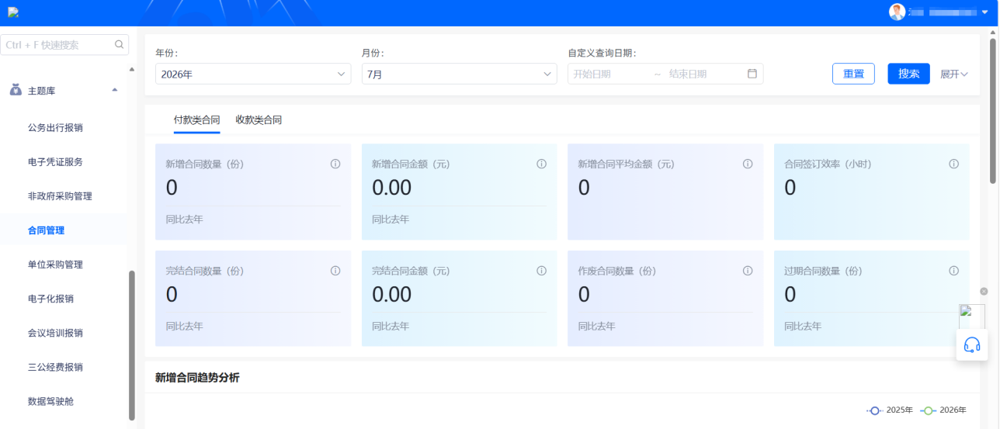 Ctrl + F 快速搜索
主题库
公务出行报销
电子凭证服务
非政府采购管理
合同管理
单位采购管理
电子化报销
会议培训报销
三公经费报销
数据驾驶舱
年份：
2026年
月份：
7月
自定义查询日期：
开始日期 ~ 结束日期
重置
搜索
展开
付款类合同 收款类合同
新增合同数量（份）
0
同比去年
新增合同金额（元）
0.00
同比去年
新增合同平均金额（元）
0
合同签订效率（小时）
0
完结合同数量（份）
0
同比去年
完结合同金额（元）
0.00
同比去年
作废合同数量（份）
0
同比去年
过期合同数量（份）
0
同比去年
新增合同趋势分析
2025年 2026年